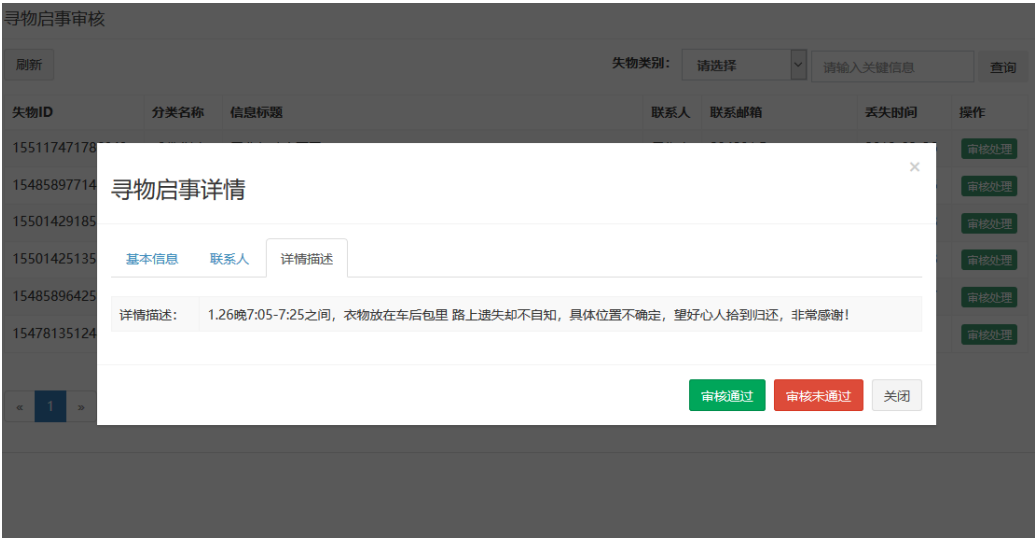 寻物启事审核
刷新 失物类别： 请选择 请输入关键信息 查询
失物ID 分类名称 信息标题 联系人 联系邮箱 丢失时间 操作
15511747178 审核处理
15485897714 审核处理
15501429185 审核处理
15501425135 审核处理
15485896425 审核处理
15478135124 审核处理
« 1 »
寻物启事详情 ×
基本信息 联系人 详情描述
详情描述： 1.26晚7:05-7:25之间，衣物放在车后包里 路上遗失却不自知，具体位置不确定，望好心人拾到归还，非常感谢！
审核通过 审核未通过 关闭